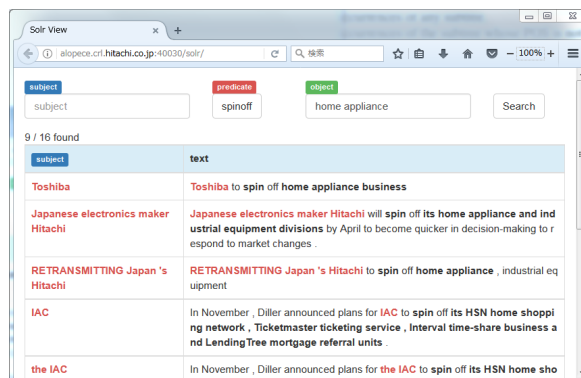 Solr View
alopece.crl.hitachi.co.jp:40030/solr/
検索
100%
subject
predicate
object
subject
spinoff
home appliance
Search
9 / 16 found
subject
text
Toshiba
Toshiba to spin off home appliance business
Japanese electronics maker
Hitachi
Japanese electronics maker Hitachi will spin off its home appliance and ind
ustrial equipment divisions by April to become quicker in decision-making to r
espond to market changes .
RETRANSMITTING Japan 's
Hitachi
RETRANSMITTING Japan 's Hitachi to spin off home appliance , industrial eq
uipment
IAC
In November , Diller announced plans for IAC to spin off its HSN home shoppi
ng network , Ticketmaster ticketing service , Interval time-share business a
nd LendingTree mortgage referral units .
the IAC
In November , Diller announced plans for the IAC to spin off its HSN home sho